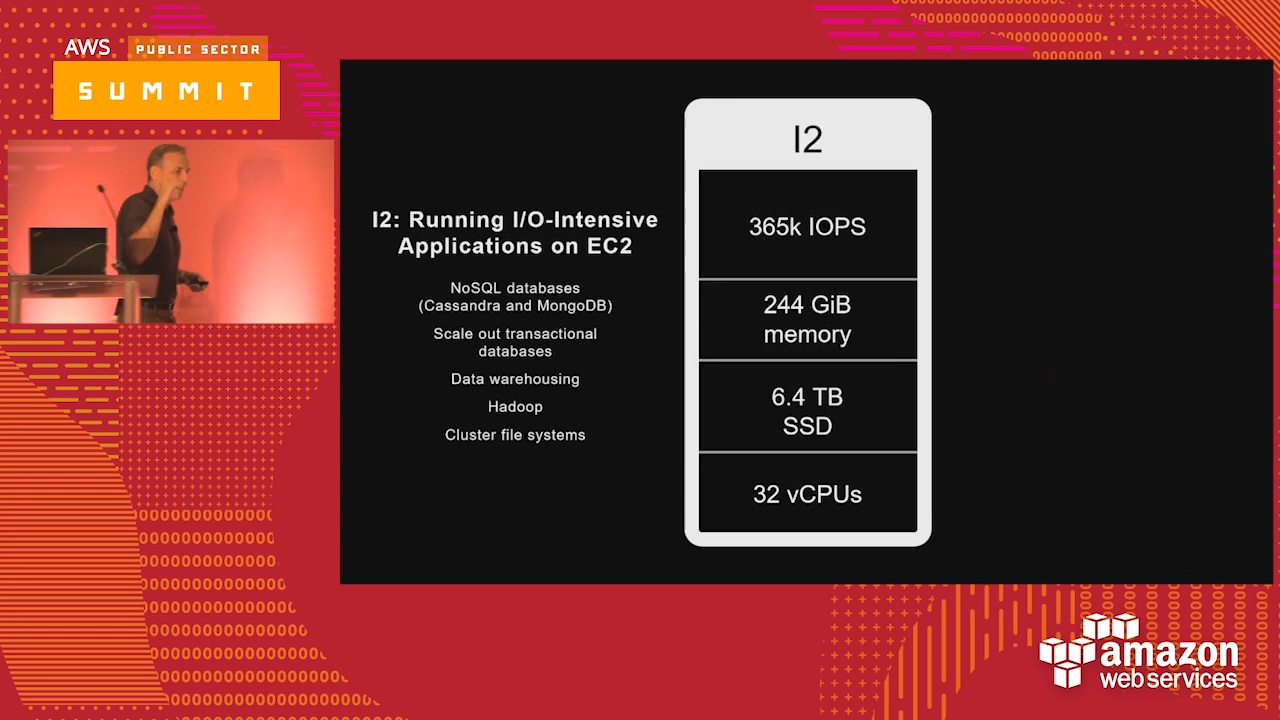 AWS PUBLIC SECTOR
SUMMIT
I2: Running I/O-Intensive
Applications on EC2
NoSQL databases
(Cassandra and MongoDB)
Scale out transactional
databases
Data warehousing
Hadoop
Cluster file systems
I2
365k IOPS
244 GiB
memory
6.4 TB
SSD
32 vCPUs
amazon
web services